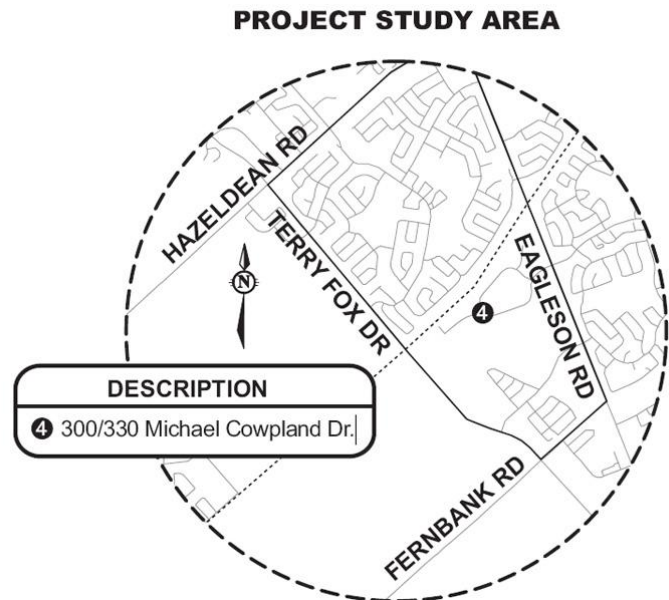 PROJECT STUDY AREA
HAZELDEAN RD
TERRY FOX DR
N
EAGLESON RD
4
DESCRIPTION
4 300/330 Michael Cowpland Dr.
FERNBANK RD